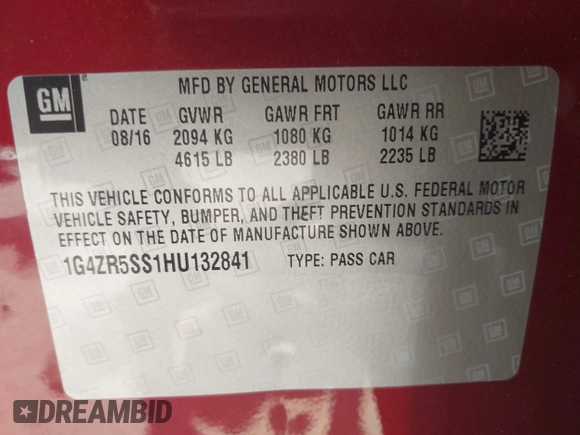 GM
MFD BY GENERAL MOTORS LLC
DATE GVWR GAWR FRT GAWR RR
08/16 2094 KG 1080 KG 1014 KG
4615 LB 2380 LB 2235 LB
THIS VEHICLE CONFORMS TO ALL APPLICABLE U.S. FEDERAL MOTOR
VEHICLE SAFETY, BUMPER, AND THEFT PREVENTION STANDARDS IN
EFFECT ON THE DATE OF MANUFACTURE SHOWN ABOVE.
1G4ZR5SS1HU132841 TYPE: PASS CAR
DREAMBID